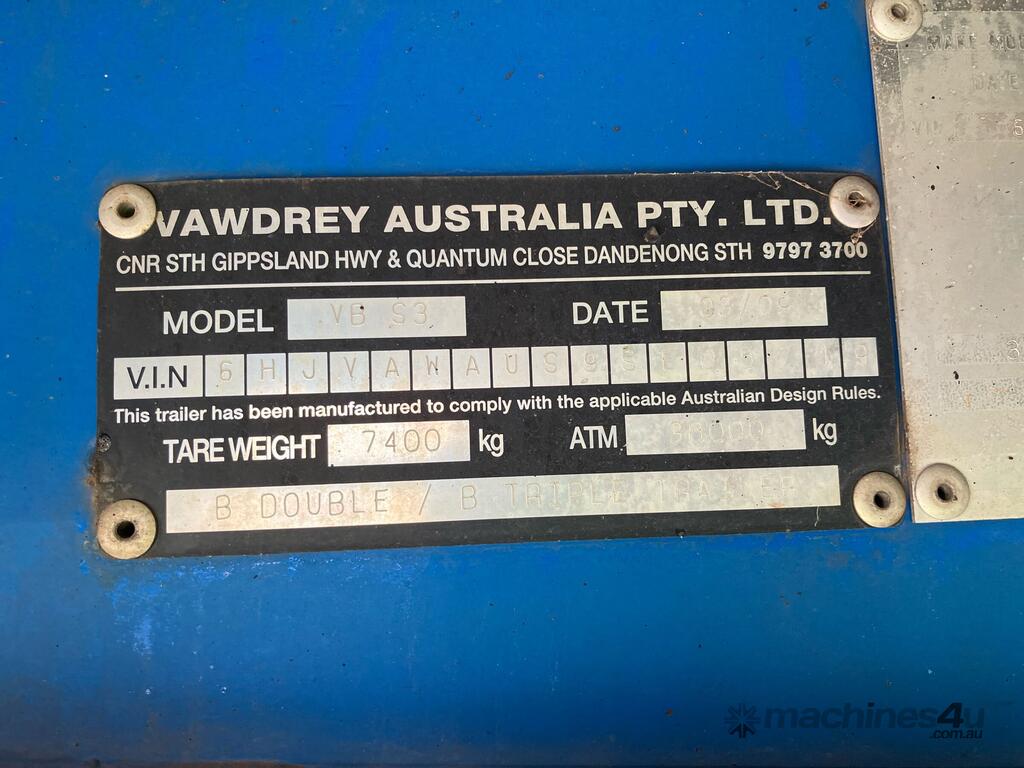 VAWDREY AUSTRALIA PTY. LTD.
CNR STH GIPPSLAND HWY & QUANTUM CLOSE DANDENONG STH 9797 3700
MODEL VB S3 DATE
V.I.N
This trailer has been manufactured to comply with the applicable Australian Design Rules.
TARE WEIGHT 7400 kg ATM kg
B DOUBLE / B TRIPLE TRAILER
MAKE
machines4u
.com.au